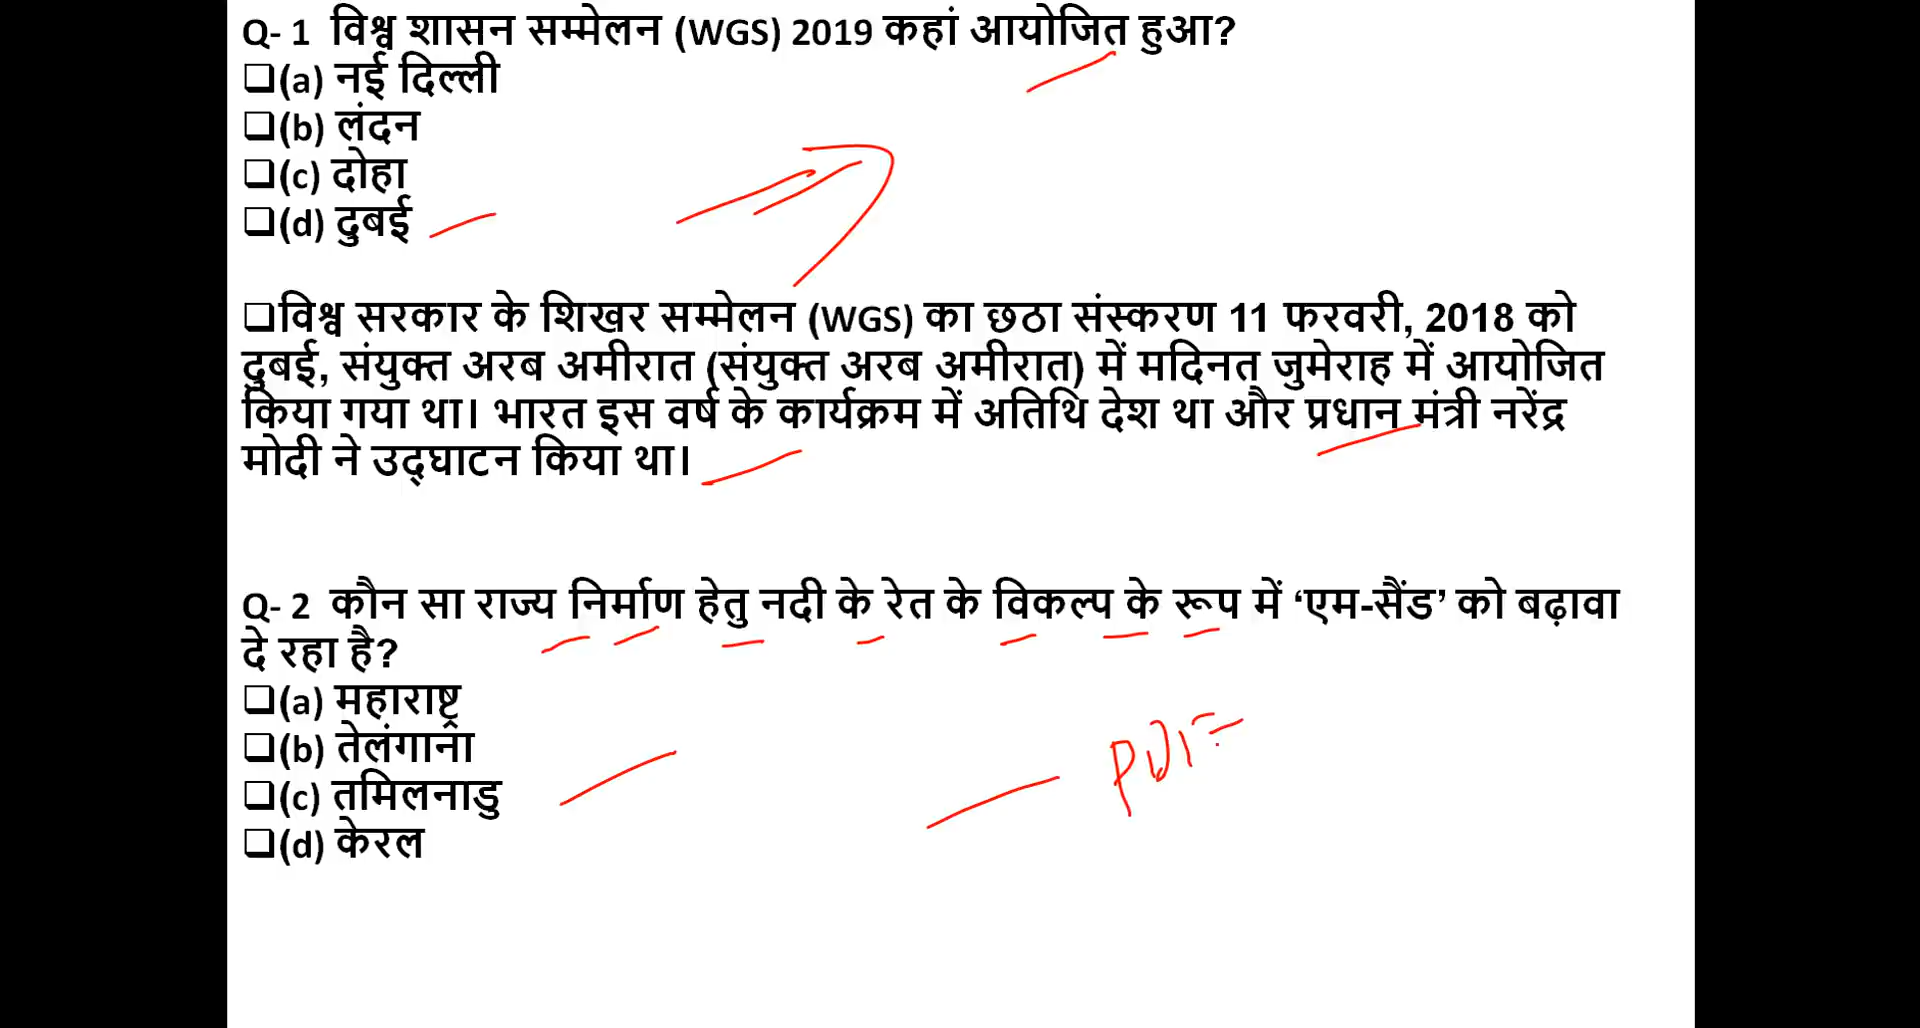 Q- 1 विश्व शासन सम्मेलन (WGS) 2019 कहां आयोजित हुआ?
❑(a) नई दिल्ली
❑(b) लंदन
❑(c) दोहा
❑(d) दुबई
❑विश्व सरकार के शिखर सम्मेलन (WGS) का छठा संस्करण 11 फरवरी, 2018 को
दुबई, संयुक्त अरब अमीरात (संयुक्त अरब अमीरात) में मदिनत जुमेराह में आयोजित
किया गया था। भारत इस वर्ष के कार्यक्रम में अतिथि देश था और प्रधान मंत्री नरेंद्र
मोदी ने उद्घाटन किया था।
Q- 2 कौन सा राज्य निर्माण हेतु नदी के रेत के विकल्प के रूप में ‘एम-सैंड’ को बढ़ावा
दे रहा है?
❑(a) महाराष्ट्र
❑(b) तेलंगाना
PDF
❑(c) तमिलनाडु
❑(d) केरल